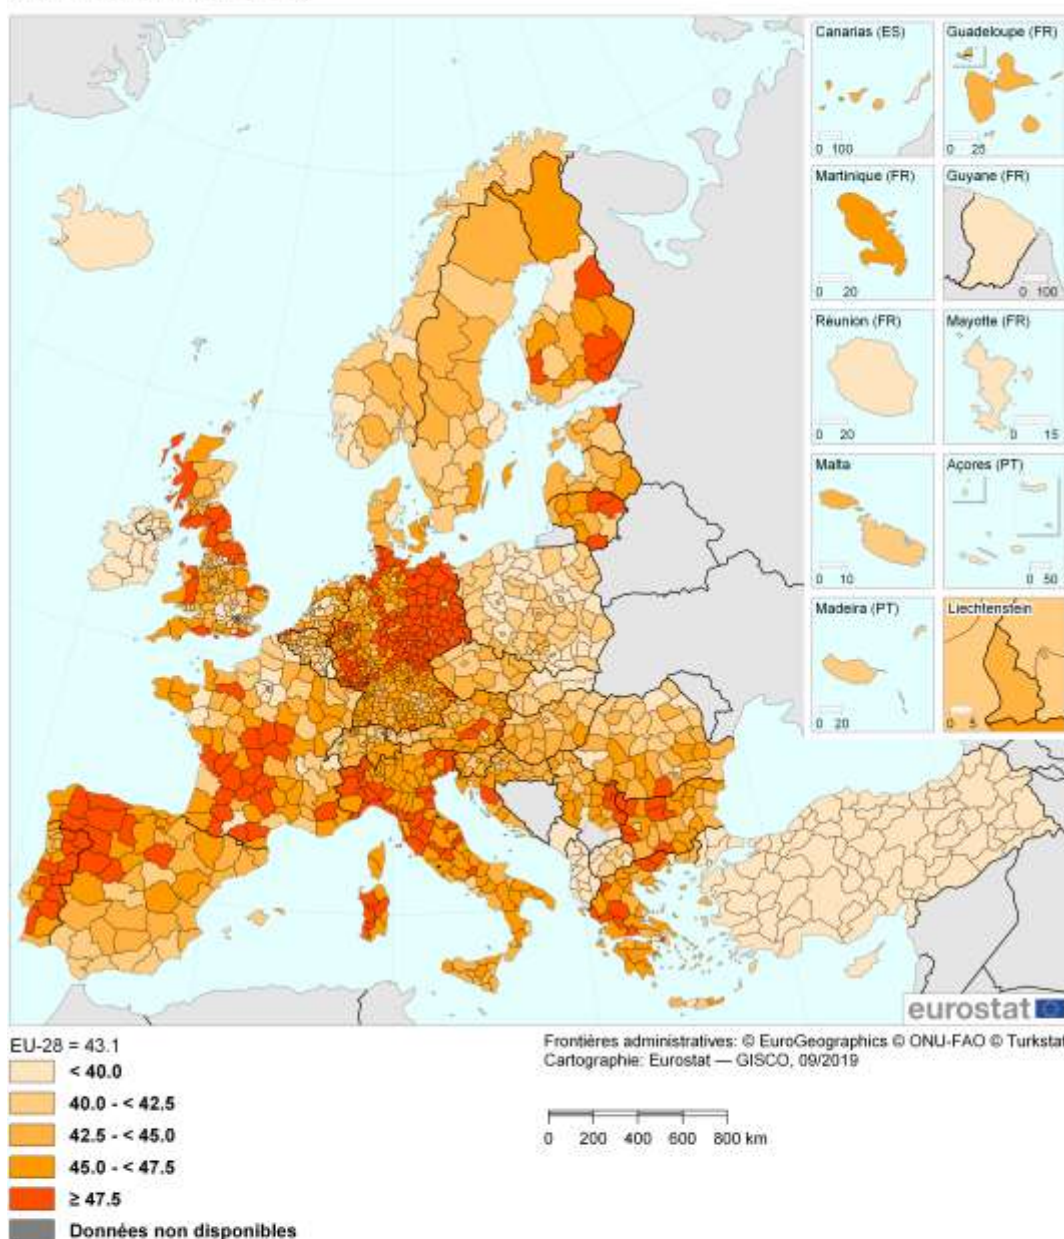 Canarias (ES)
0 100
Guadeloupe (FR)
0 25
Martinique (FR)
0 20
Guyane (FR)
0 100
Réunion (FR)
0 20
Mayotte (FR)
0 15
Malta
0 10
Açores (PT)
0 50
Madeira (PT)
0 20
Liechtenstein
0 5
eurostat
EU-28 = 43.1
< 40.0
40.0 - < 42.5
42.5 - < 45.0
45.0 - < 47.5
≥ 47.5
Données non disponibles
Frontières administratives: © EuroGeographics © ONU-FAO © Turkstat
Cartographie: Eurostat — GISCO, 09/2019
0 200 400 600 800 km